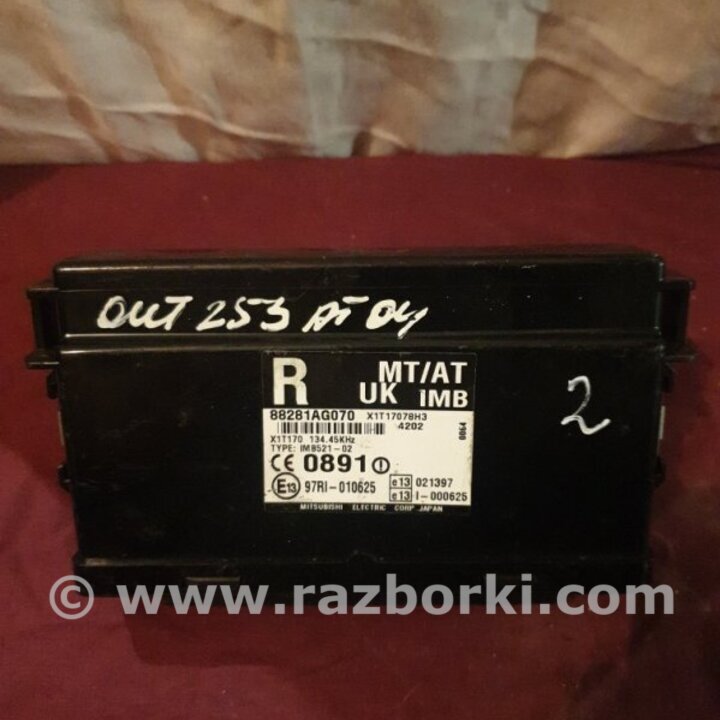 OUT 253 AT 04
R MT/AT
UK IMB
88281AG070 X1T17078H3
4202
0064
X1T170 134.45KHz
TYPE: IMB521-02
CE 0891
E13 97RI-010625
e13 021397
e13 I-000625
MITSUBISHI ELECTRIC CORP. JAPAN
2
© www.razborki.com